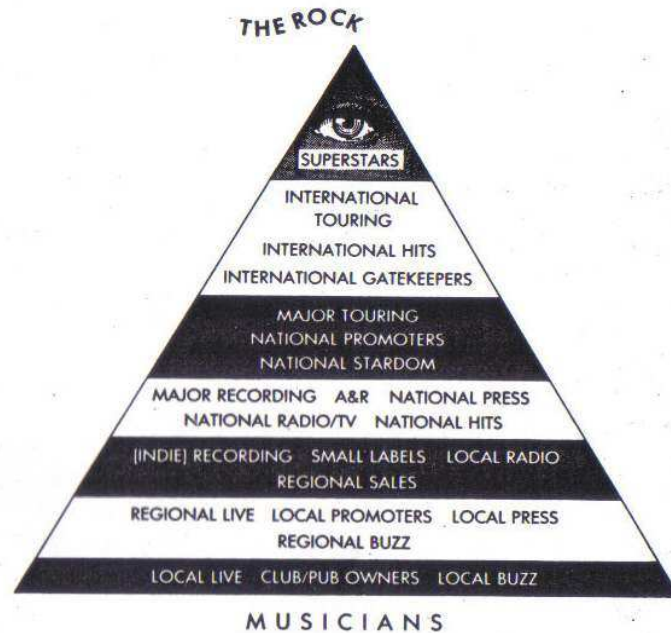 THE ROCK
SUPERSTARS
INTERNATIONAL
TOURING
INTERNATIONAL HITS
INTERNATIONAL GATEKEEPERS
MAJOR TOURING
NATIONAL PROMOTERS
NATIONAL STARDOM
MAJOR RECORDING A&R NATIONAL PRESS
NATIONAL RADIO/TV NATIONAL HITS
(INDIE) RECORDING SMALL LABELS LOCAL RADIO
REGIONAL SALES
REGIONAL LIVE LOCAL PROMOTERS LOCAL PRESS
REGIONAL BUZZ
LOCAL LIVE CLUB/PUB OWNERS LOCAL BUZZ
MUSICIANS